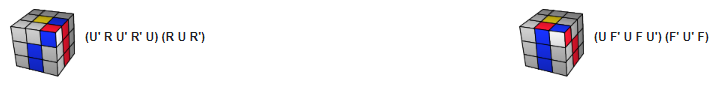 (U' R U' R' U) (R U R') (U F' U F U') (F' U' F)